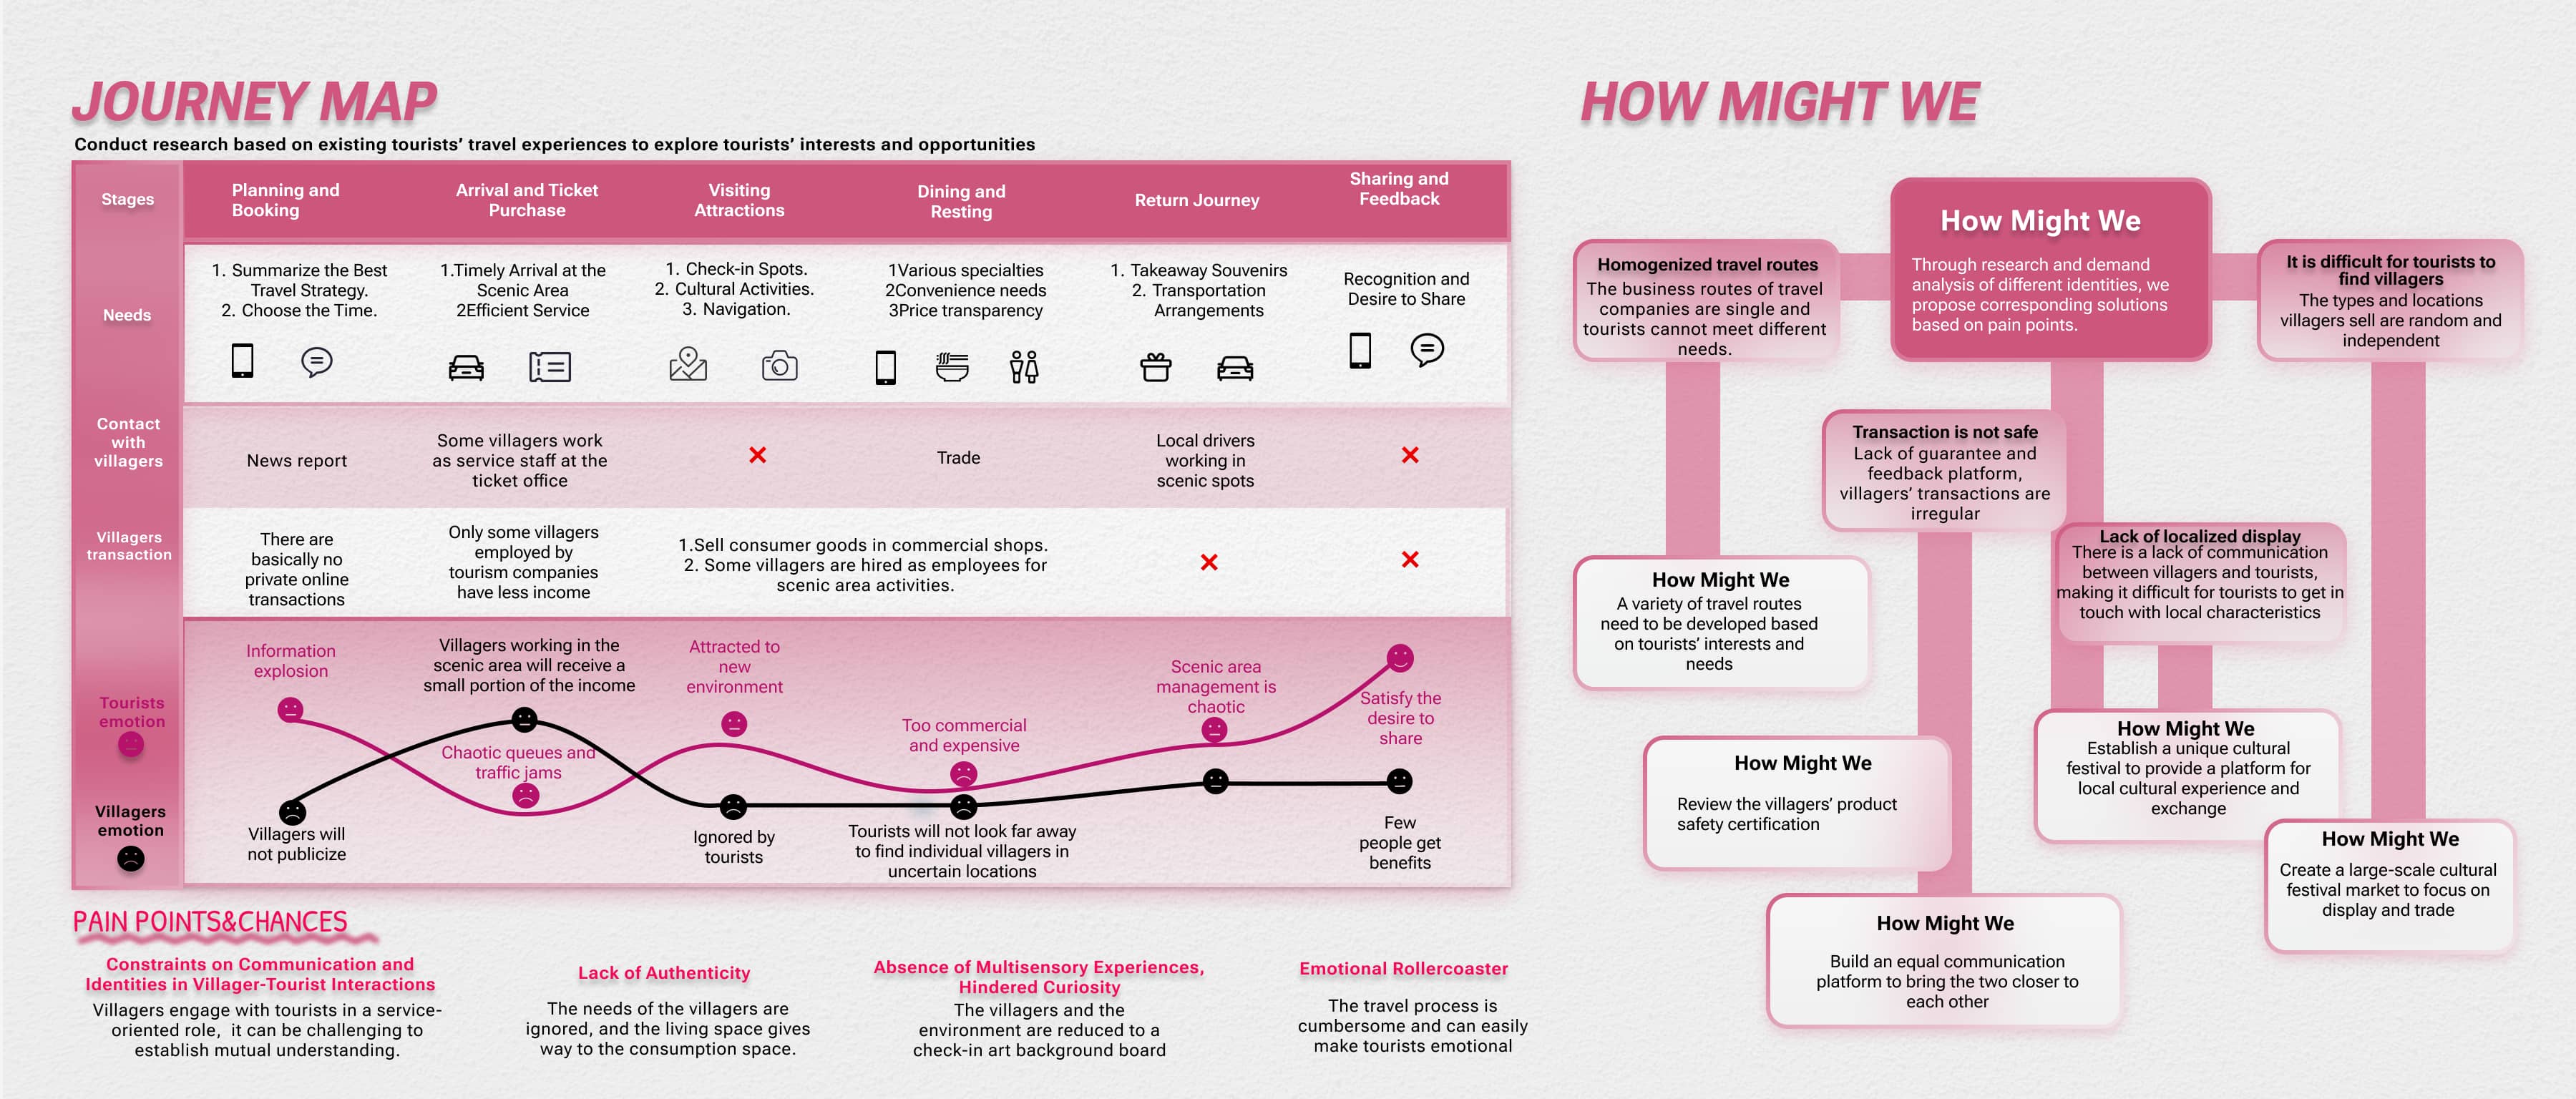 JOURNEY MAP
Conduct research based on existing tourists' travel experiences to explore tourists' interests and opportunities
Stages
Planning and
Booking
Arrival and Ticket
Purchase
Visiting
Attractions
Dining and
Resting
Return Journey
Sharing and
Feedback
Needs
1. Summarize the Best
Travel Strategy.
2. Choose the Time.
1.Timely Arrival at the
Scenic Area
2Efficient Service
1. Check-in Spots.
2. Cultural Activities.
3. Navigation.
1Various specialties
2Convenience needs
3Price transparency
1. Takeaway Souvenirs
2. Transportation
Arrangements
Recognition and
Desire to Share
Contact
with
villagers
News report
Some villagers work
as service staff at the
ticket office
Trade
Local drivers
working in
scenic spots
Villagers
transaction
There are
basically no
private online
transactions
Only some villagers
employed by
tourism companies
have less income
1.Sell consumer goods in commercial shops.
2. Some villagers are hired as employees for
scenic area activities.
Tourists
emotion
Villagers
emotion
Information
explosion
Villagers working in the
scenic area will receive a
small portion of the income
Attracted to
new
environment
Scenic area
management is
chaotic
Satisfy the
desire to
share
Too commercial
and expensive
Chaotic queues and
traffic jams
Villagers will
not publicize
Ignored by
tourists
Tourists will not look far away
to find individual villagers in
uncertain locations
Few
people get
benefits
PAIN POINTS&CHANCES
Constraints on Communication and
Identities in Villager-Tourist Interactions
Villagers engage with tourists in a service-
oriented role, it can be challenging to
establish mutual understanding.
Lack of Authenticity
The needs of the villagers are
ignored, and the living space gives
way to the consumption space.
Absence of Multisensory Experiences,
Hindered Curiosity
The villagers and the
environment are reduced to a
check-in art background board
Emotional Rollercoaster
The travel process is
cumbersome and can easily
make tourists emotional
HOW MIGHT WE
How Might We
Through research and demand
analysis of different identities, we
propose corresponding solutions
based on pain points.
Homogenized travel routes
The business routes of travel
companies are single and
tourists cannot meet different
needs.
It is difficult for tourists to
find villagers
The types and locations
villagers sell are random and
independent
Transaction is not safe
Lack of guarantee and
feedback platform,
villagers' transactions are
irregular
Lack of localized display
There is a lack of communication
between villagers and tourists,
making it difficult for tourists to get in
touch with local characteristics
How Might We
A variety of travel routes
need to be developed based
on tourists' interests and
needs
How Might We
Review the villagers' product
safety certification
How Might We
Establish a unique cultural
festival to provide a platform for
local cultural experience and
exchange
How Might We
Create a large-scale cultural
festival market to focus on
display and trade
How Might We
Build an equal communication
platform to bring the two closer to
each other